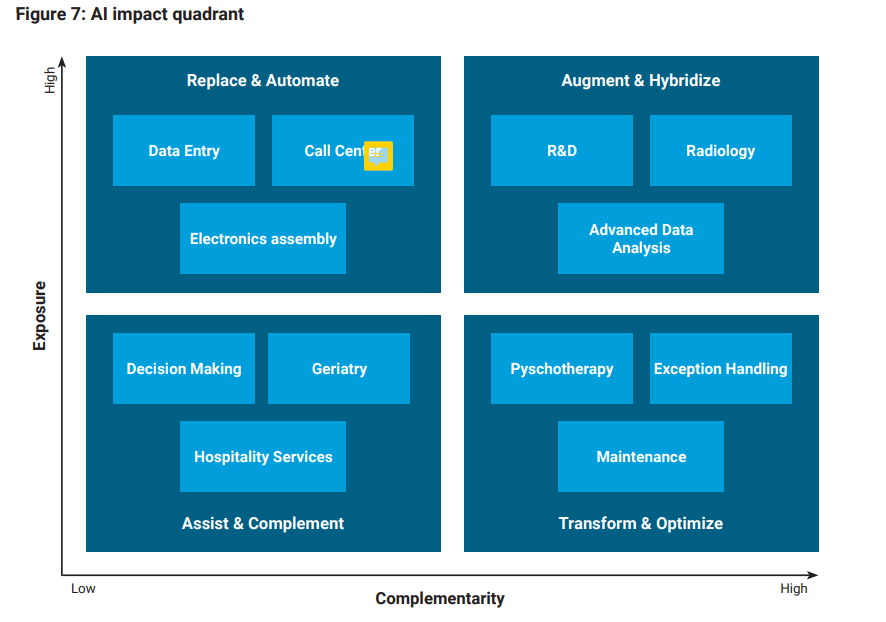 Figure 7: AI impact quadrant
High
Replace & Automate
Augment & Hybridize
Data Entry
Call Center
R&D
Radiology
Electronics assembly
Advanced Data
Analysis
Exposure
Decision Making
Geriatry
Pyschotherapy
Exception Handling
Hospitality Services
Maintenance
Assist & Complement
Transform & Optimize
Low
High
Complementarity